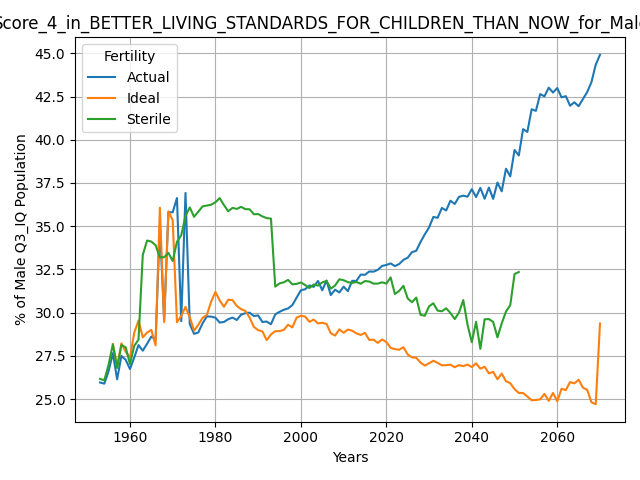 Score_4_in_BETTER_LIVING_STANDARDS_FOR_CHILDREN_THAN_NOW_for_Male
Fertility
Actual
Ideal
Sterile
45.0
42.5
40.0
37.5
35.0
32.5
30.0
27.5
25.0
% of Male Q3_IQ Population
1960 1980 2000 2020 2040 2060
Years